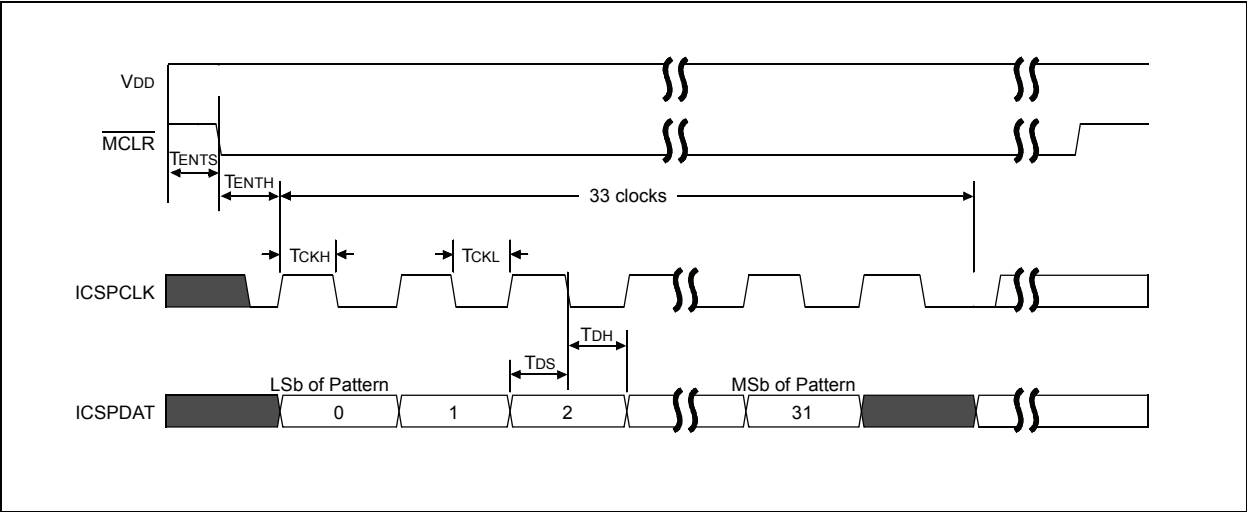 VDD
MCLR
TENTS
TENTH
33 clocks
TCKH
TCKL
ICSPCLK
TDH
TDS
LSb of Pattern
MSb of Pattern
ICSPDAT
0
1
2
31